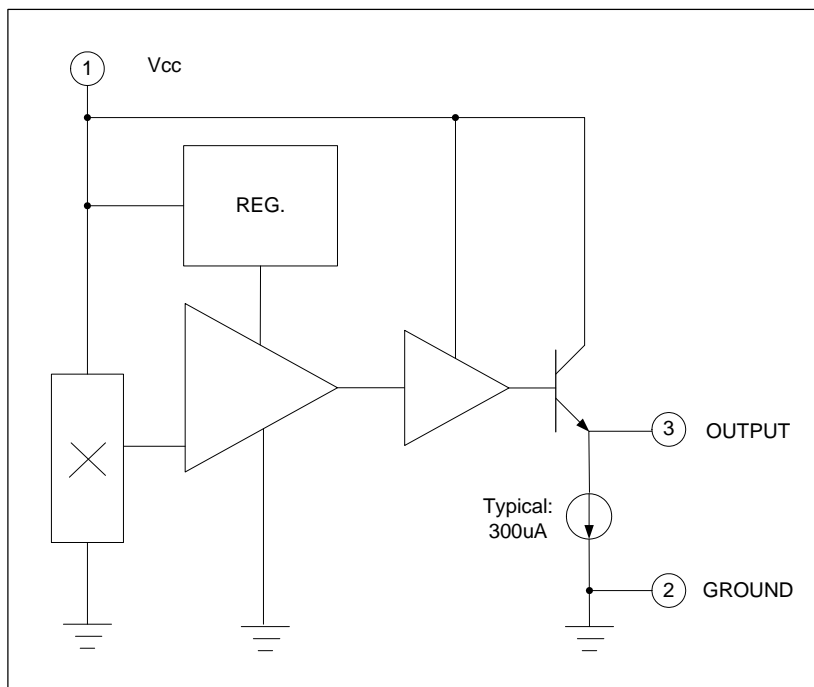 1 Vcc
REG.
3 OUTPUT
Typical:
300uA
2 GROUND